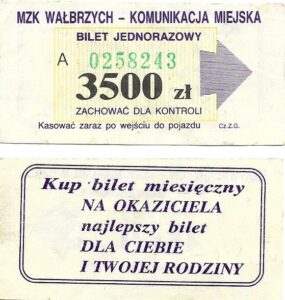 MZK WAŁBRZYCH – KOMUNIKACJA MIEJSKA
BILET JEDNORAZOWY
A 0258243
3500 zł
ZACHOWAĆ DLA KONTROLI
Kasować zaraz po wejściu do pojazdu Cz.Z.G.
Kup bilet miesięczny
NA OKAZICIELA
najlepszy bilet
DLA CIEBIE
I TWOJEJ RODZINY